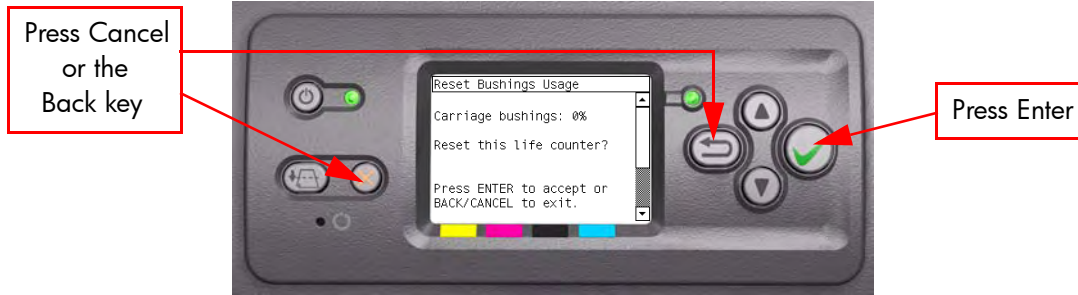 Press Cancel
or the
Back key
Reset Bushings Usage
Carriage bushings: 0%
Reset this life counter?
Press ENTER to accept or
BACK/CANCEL to exit.
Press Enter